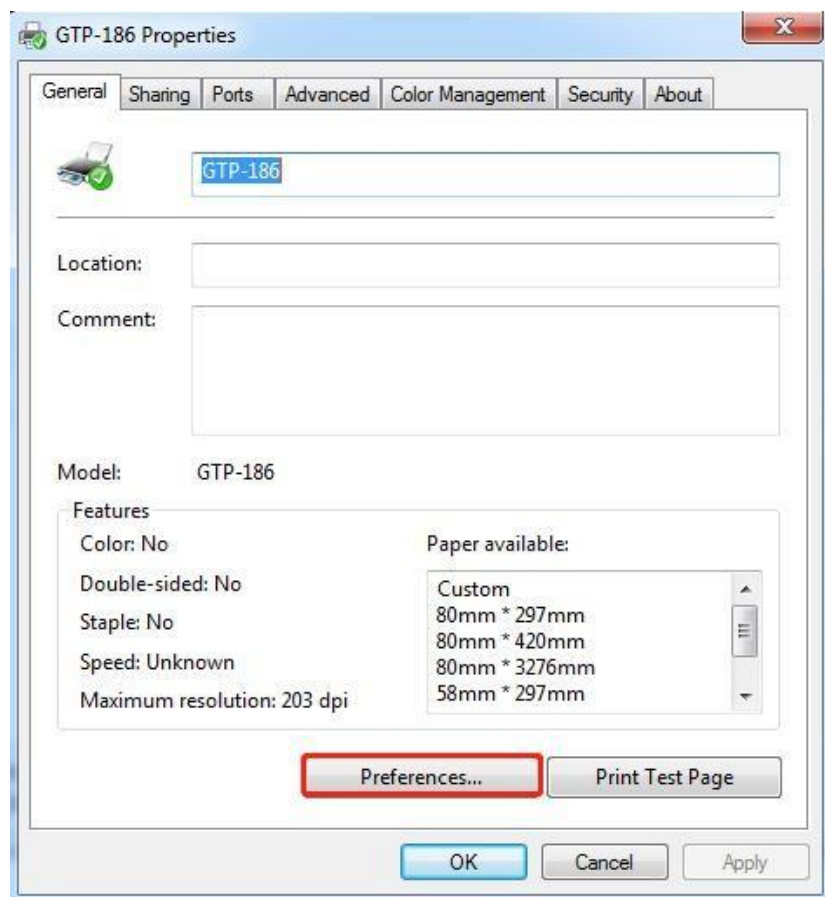 GTP-186 Properties
X
General Sharing Ports Advanced Color Management Security About
GTP-186
Location:
Comment:
Model: GTP-186
Features
Color: No
Double-sided: No
Staple: No
Speed: Unknown
Maximum resolution: 203 dpi
Paper available:
Custom
80mm * 297mm
80mm * 420mm
80mm * 3276mm
58mm * 297mm
Preferences... Print Test Page
OK Cancel Apply